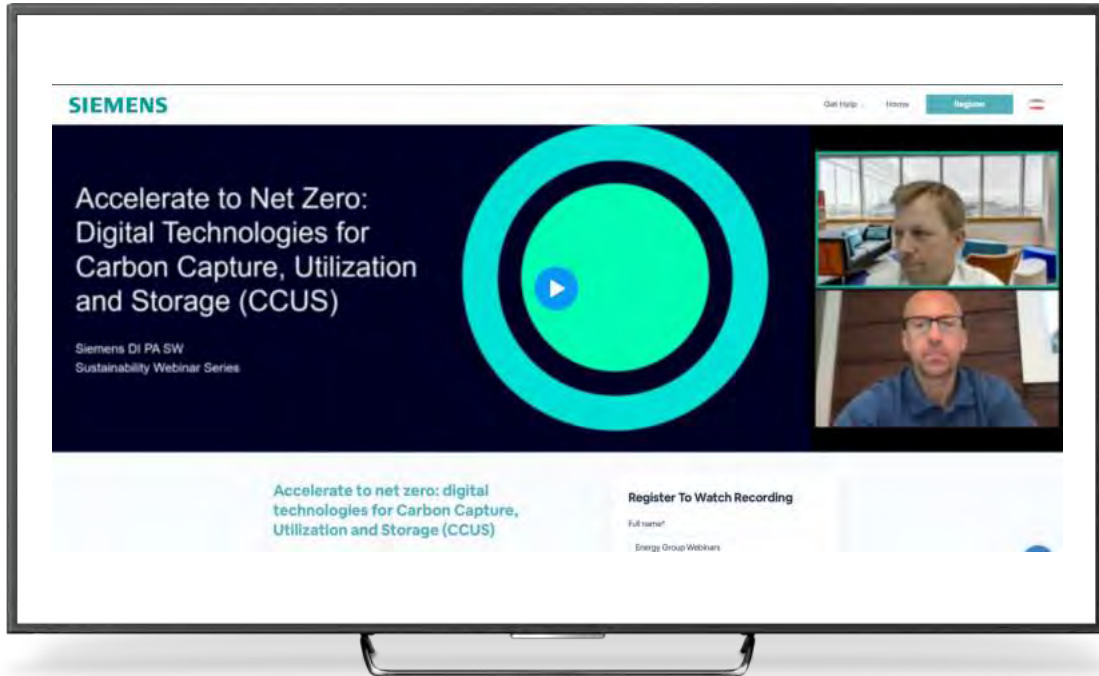 SIEMENS
Get Help
Home
Register
Accelerate to Net Zero:
Digital Technologies for
Carbon Capture, Utilization
and Storage (CCUS)
Siemens DI PA SW
Sustainability Webinar Series
Accelerate to net zero: digital
technologies for Carbon Capture,
Utilization and Storage (CCUS)
Register To Watch Recording
Full name*
Energy Group Webinars